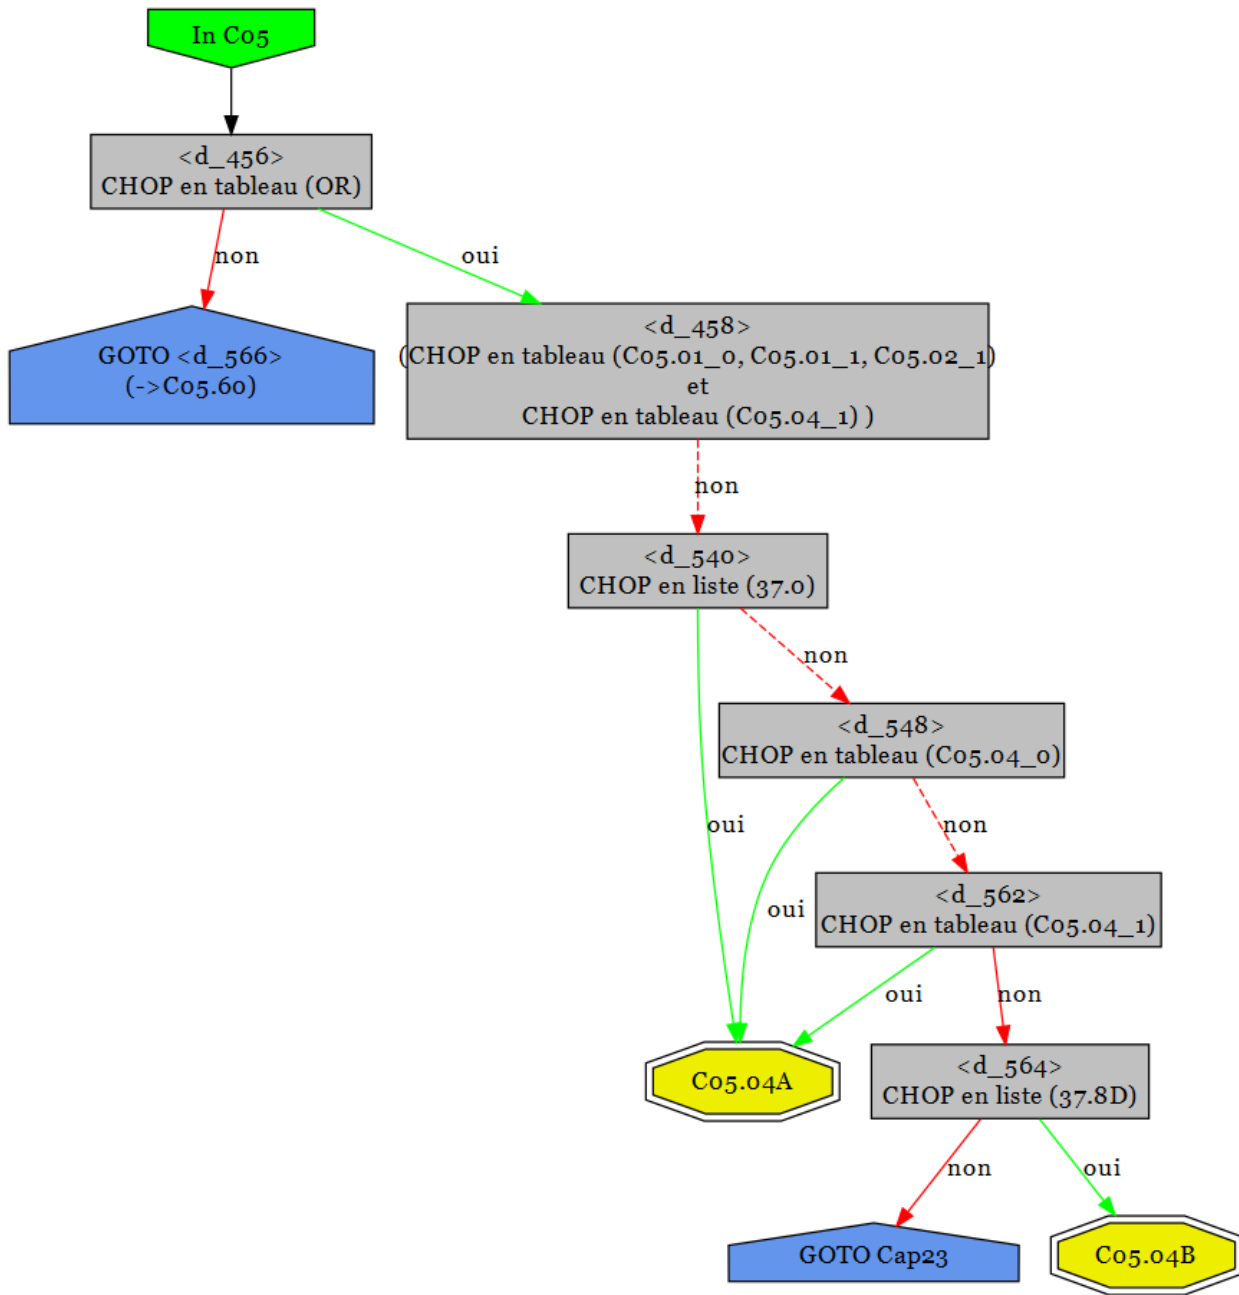 In C05
<d_456>
CHOP en tableau (OR)
non
oui
GOTO <d_566>
(->C05.60)
<d_458>
(CHOP en tableau (C05.01_0, C05.01_1, C05.02_1)
et
CHOP en tableau (C05.04_1) )
non
<d_540>
CHOP en liste (37.0)
non
<d_548>
CHOP en tableau (C05.04_0)
oui
non
<d_562>
CHOP en tableau (C05.04_1)
oui
oui
non
C05.04A
<d_564>
CHOP en liste (37.8D)
non
oui
GOTO Cap23
C05.04B